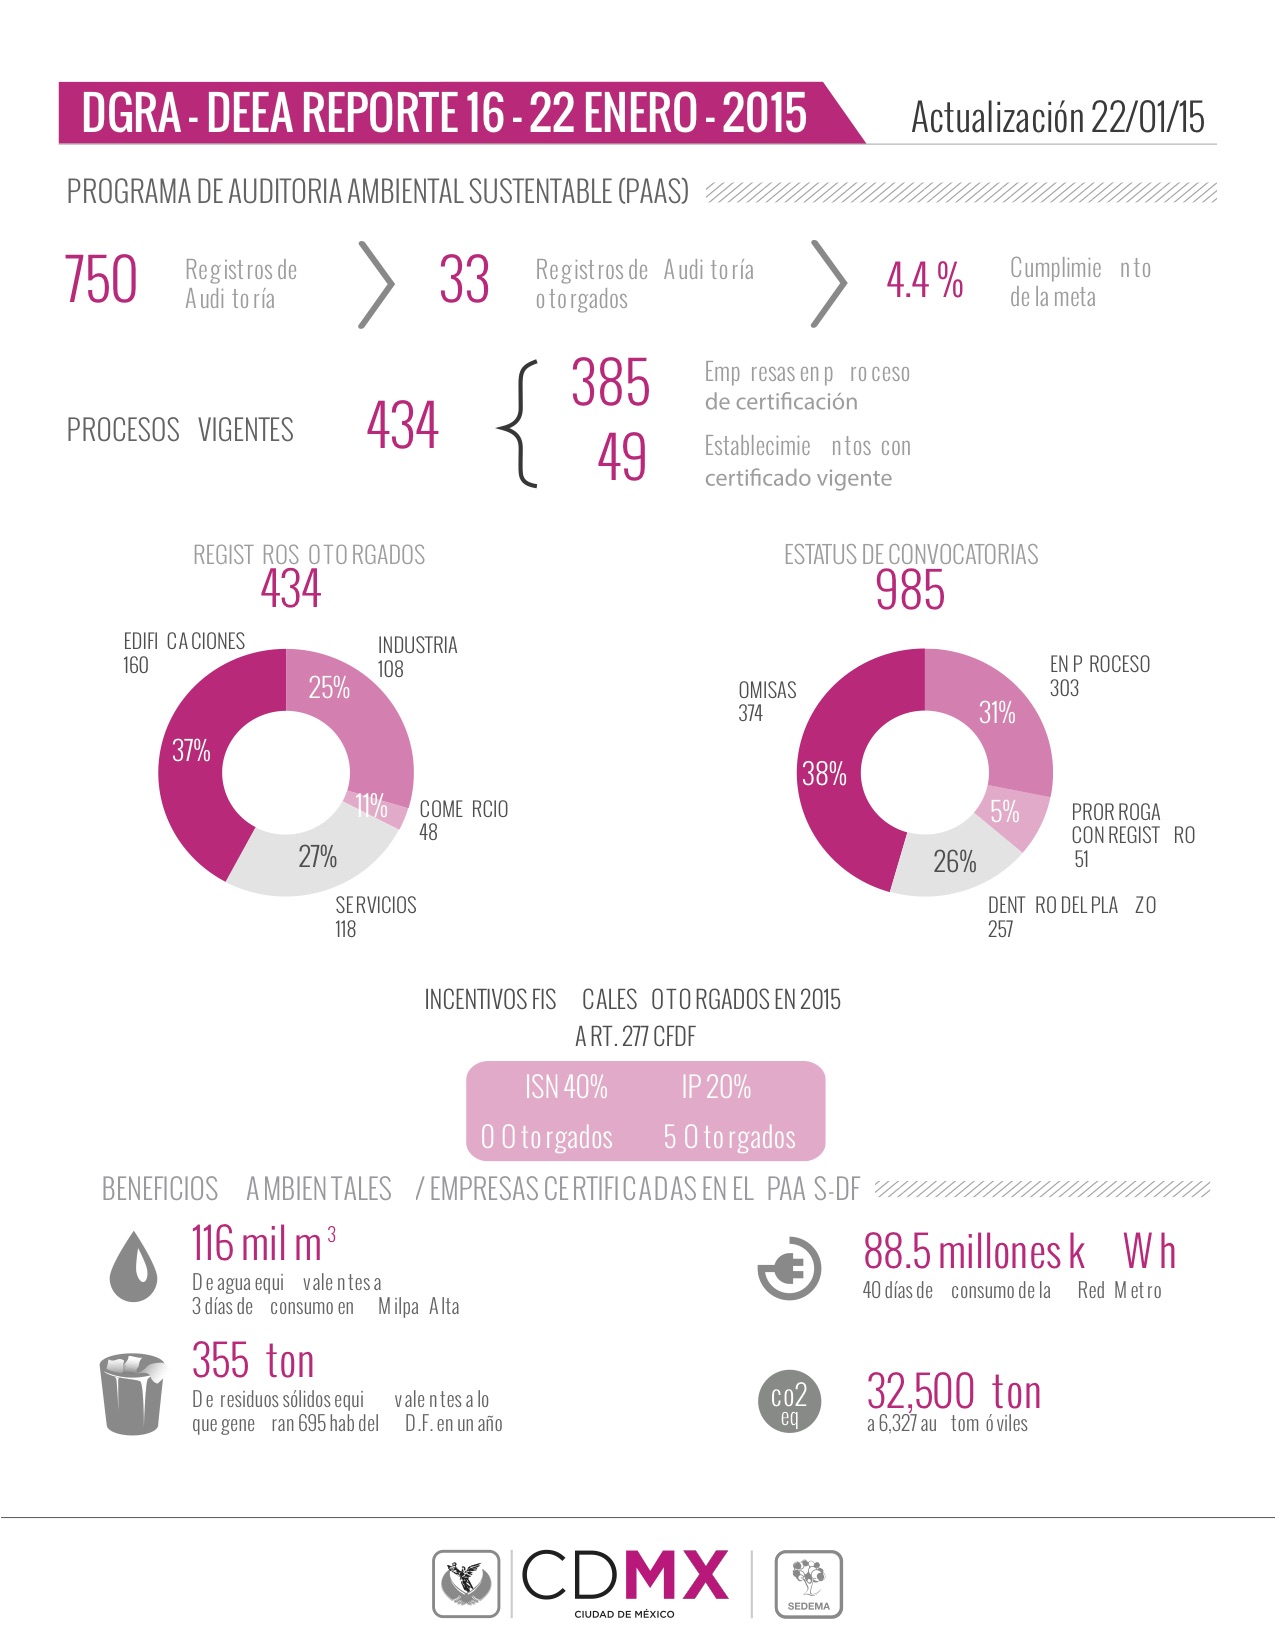 DGRA - DEEA REPORTE 16 - 22 ENERO - 2015
Actualización 22/01/15
PROGRAMA DE AUDITORIA AMBIENTAL SUSTENTABLE (PAAS)
750
Registros de
Auditoría
33
Registros de Auditoría
otorgados
4.4 %
Cumplimiento
de la meta
PROCESOS VIGENTES
434
385
Empresas en proceso
de certificación
49
Establecimientos con
certificado vigente
REGISTROS OTORGADOS
434
EDIFICACIONES
160
INDUSTRIA
108
25%
37%
11%
COMERCIO
48
27%
SERVICIOS
118
ESTATUS DE CONVOCATORIAS
985
EN PROCESO
303
OMISAS
374
31%
38%
5%
PRORROGA
CON REGISTRO
51
26%
DENTRO DEL PLAZO
257
INCENTIVOS FISCALES OTORGADOS EN 2015
ART. 277 CFDF
ISN 40% IP 20%
0 Otorgados 5 Otorgados
BENEFICIOS AMBIENTALES / EMPRESAS CERTIFICADAS EN EL PAAS-DF
116 mil m³
De agua equivalentes a
3 días de consumo en Milpa Alta
88.5 millones kWh
40 días de consumo de la Red Metro
355 ton
De residuos sólidos equivalentes a lo
que generan 695 hab del D.F. en un año
co2
eq
32,500 ton
a 6,327 automóviles
CDMX
CIUDAD DE MÉXICO
SEDEMA